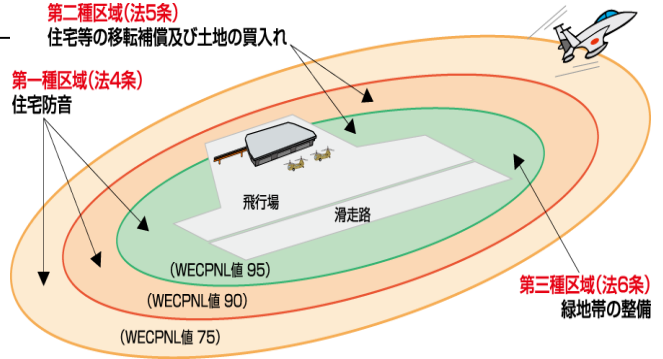 第二種区域(法5条)
住宅等の移転補償及び土地の買入れ
第一種区域(法4条)
住宅防音
飛行場
滑走路
(WECPNL値 95)
(WECPNL値 90)
(WECPNL値 75)
第三種区域(法6条)
緑地帯の整備